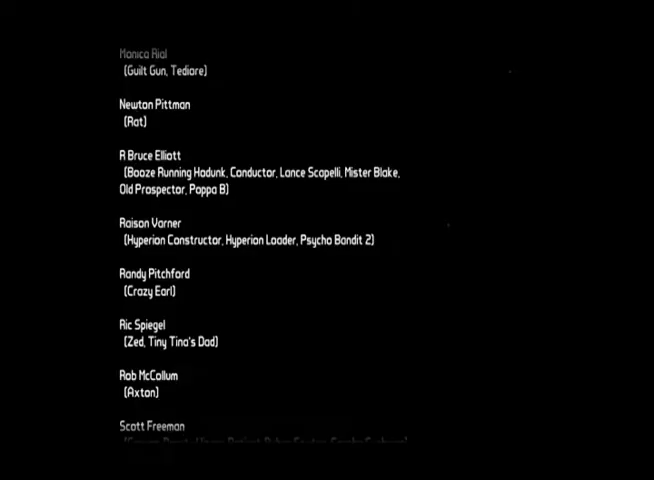 Monica Rial
(Guilt Gun, Tediore)
Newton Pittman
(Rat)
R Bruce Elliott
(Booze Running Hodunk, Conductor, Lance Scapelli, Mister Blake,
Old Prospector, Poppa B)
Raison Varner
(Hyperion Constructor, Hyperion Loader, Psycho Bandit 2)
Randy Pitchford
(Crazy Earl)
Ric Spiegel
(Zed, Tiny Tina's Dad)
Rob McCollum
(Axton)
Scott Freeman